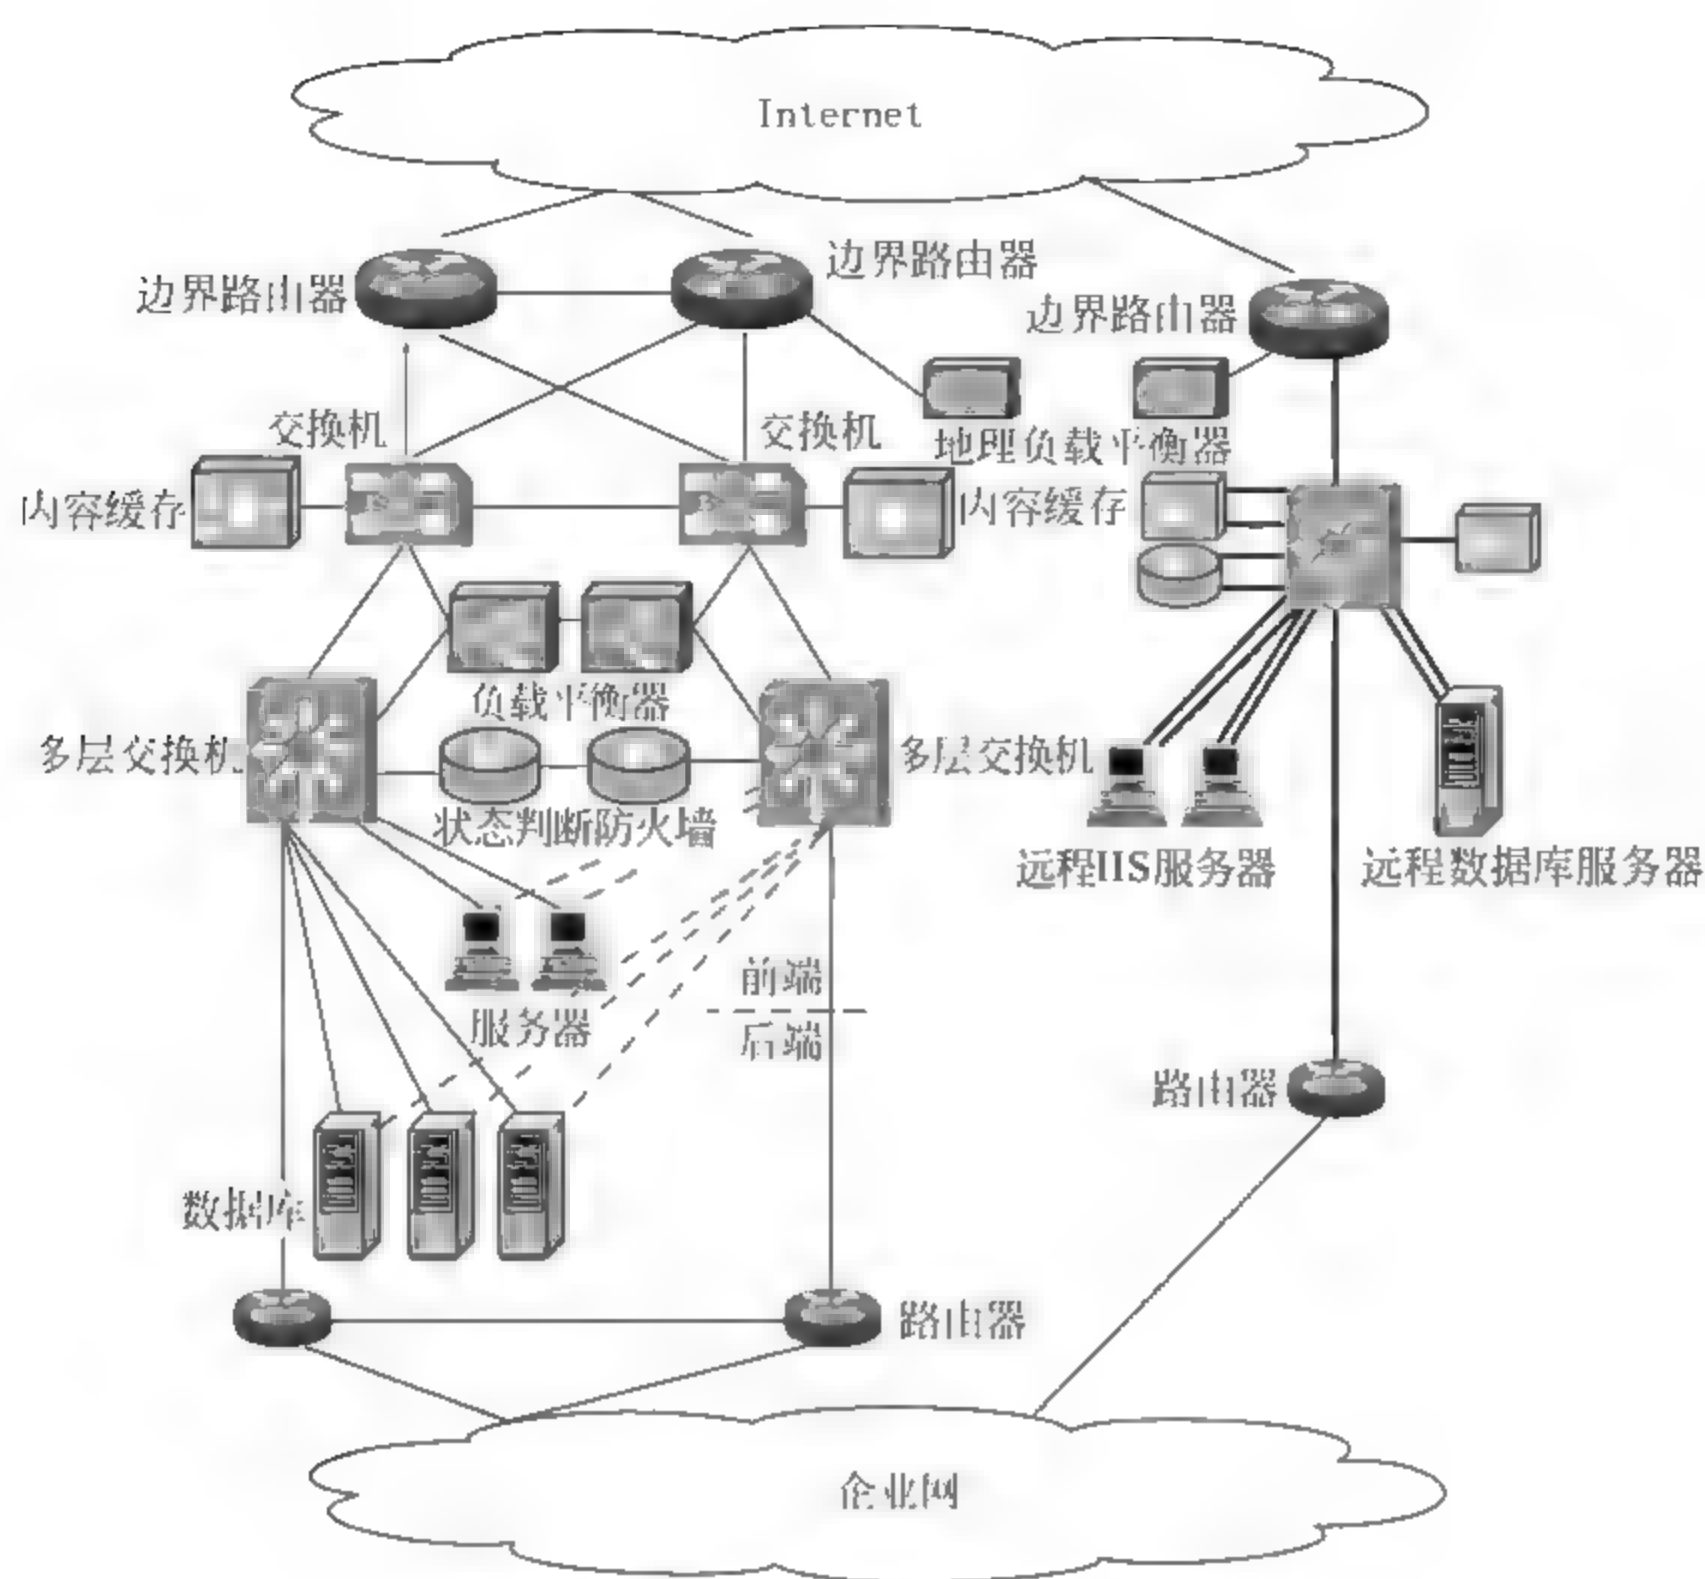 Internet
边界路由器
边界路由器
边界路由器
交换机
交换机
地理负载平衡器
内容缓存
内容缓存
负载平衡器
多层交换机
多层交换机
状态判断防火墙
远程IIS服务器
远程数据库服务器
前端
服务器
后端
路由器
数据库
路由器
企业网